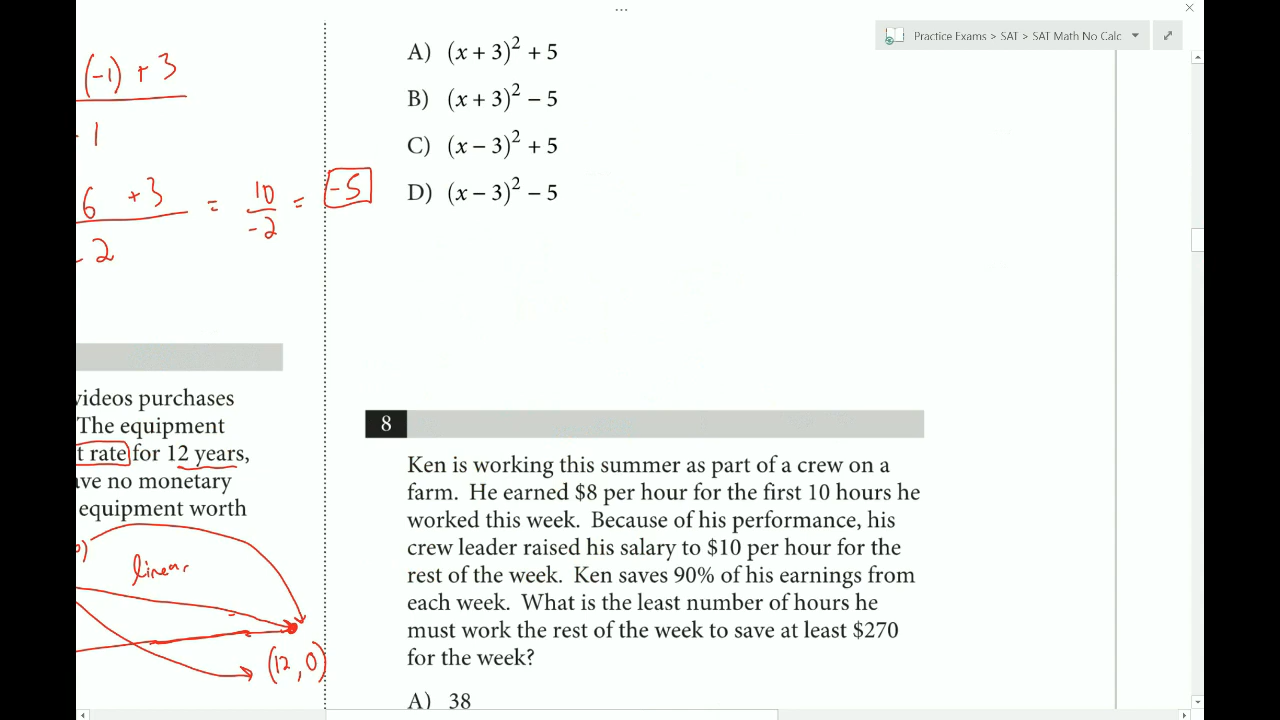 ...
Practice Exams > SAT > SAT Math No Calc
(-1) + 3
- 1
6 + 3 = 10/-2 = -5
- 2
videos purchases
The equipment
t rate for 12 years,
ave no monetary
equipment worth
linear
(12, 0)
A) (x + 3)² + 5
B) (x + 3)² − 5
C) (x − 3)² + 5
D) (x − 3)² − 5
8
Ken is working this summer as part of a crew on a
farm. He earned $8 per hour for the first 10 hours he
worked this week. Because of his performance, his
crew leader raised his salary to $10 per hour for the
rest of the week. Ken saves 90% of his earnings from
each week. What is the least number of hours he
must work the rest of the week to save at least $270
for the week?
A) 38